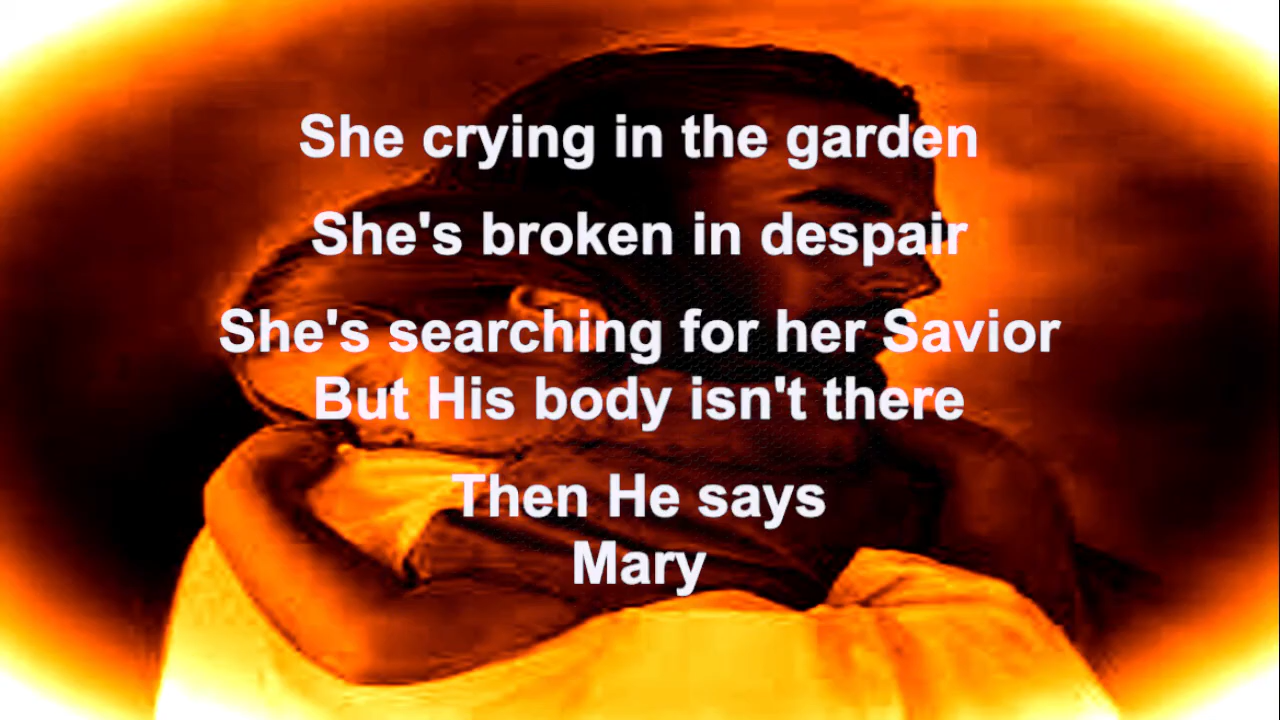 She crying in the garden
She's broken in despair
She's searching for her Savior
But His body isn't there
Then He says
Mary